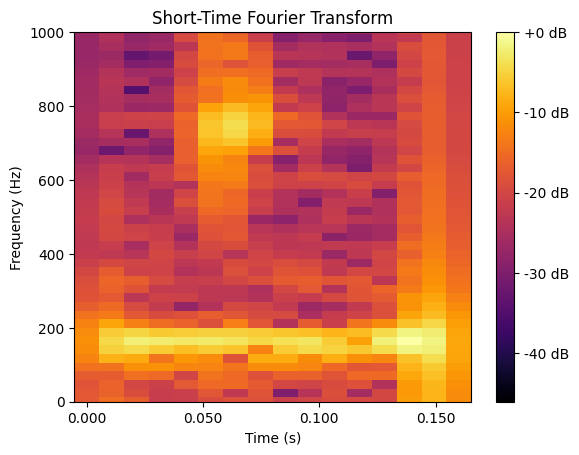 Short-Time Fourier Transform
1000
800
600
400
200
0
Frequency (Hz)
0.000
0.050
0.100
0.150
Time (s)
+0 dB
-10 dB
-20 dB
-30 dB
-40 dB